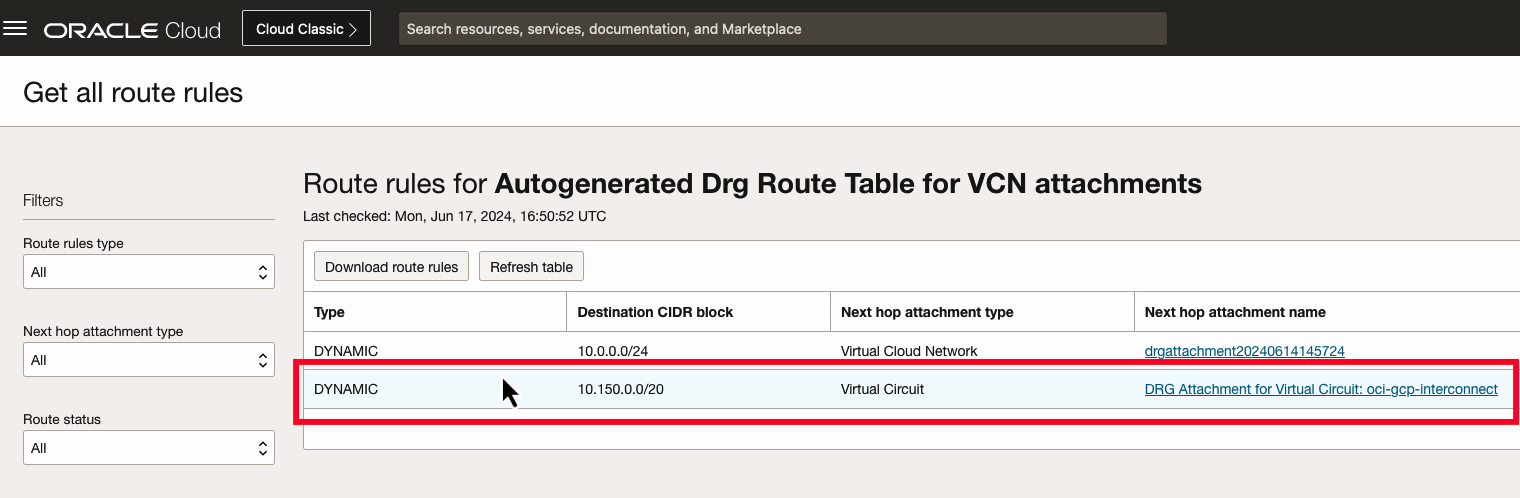 ORACLE Cloud Cloud Classic Search resources, services, documentation, and Marketplace
Get all route rules
Filters
Route rules type
All
Next hop attachment type
All
Route status
All
Route rules for Autogenerated Drg Route Table for VCN attachments
Last checked: Mon, Jun 17, 2024, 16:50:52 UTC
Download route rules Refresh table
Type Destination CIDR block Next hop attachment type Next hop attachment name
DYNAMIC 10.0.0.0/24 Virtual Cloud Network drgattachment20240614145724
DYNAMIC 10.150.0.0/20 Virtual Circuit DRG Attachment for Virtual Circuit: oci-gcp-interconnect